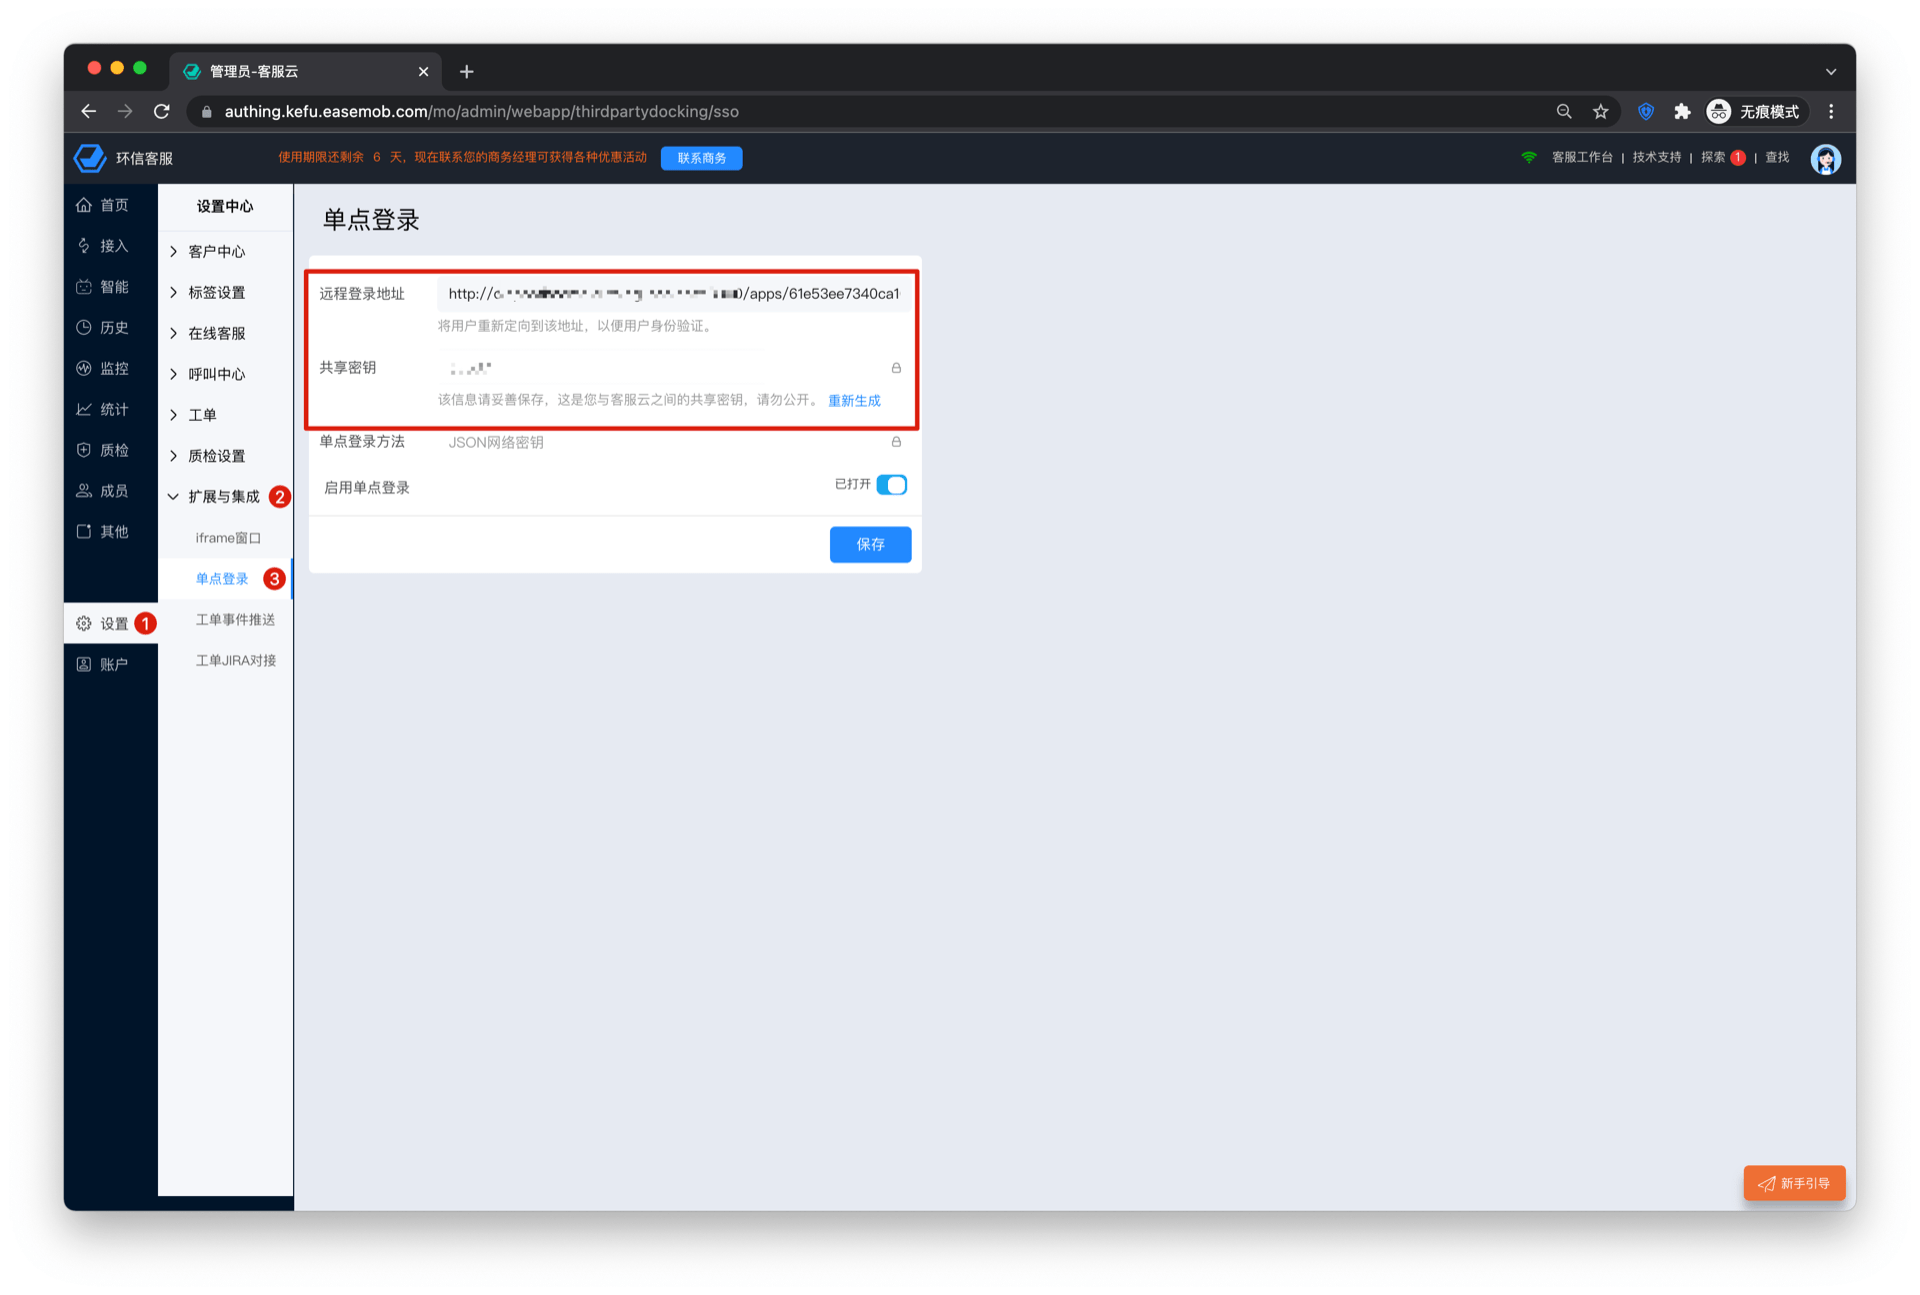 管理员-客服云
authing.kefu.easemob.com/mo/admin/webapp/thirdpartydocking/sso
无痕模式
环信客服
使用期限还剩余 6 天，现在联系您的商务经理可获得各种优惠活动
联系商务
客服工作台 | 技术支持 | 探索 1 | 查找
首页
接入
智能
历史
监控
统计
质检
成员
其他
设置 1
账户
设置中心
客户中心
标签设置
在线客服
呼叫中心
工单
质检设置
扩展与集成 2
iframe窗口
单点登录 3
工单事件推送
工单JIRA对接
单点登录
远程登录地址
http://
/apps/61e53ee7340ca1
将用户重新定向到该地址，以便用户身份验证。
共享密钥
该信息请妥善保存，这是您与客服云之间的共享密钥，请勿公开。 重新生成
单点登录方法
JSON网络密钥
启用单点登录
已打开
保存
新手引导